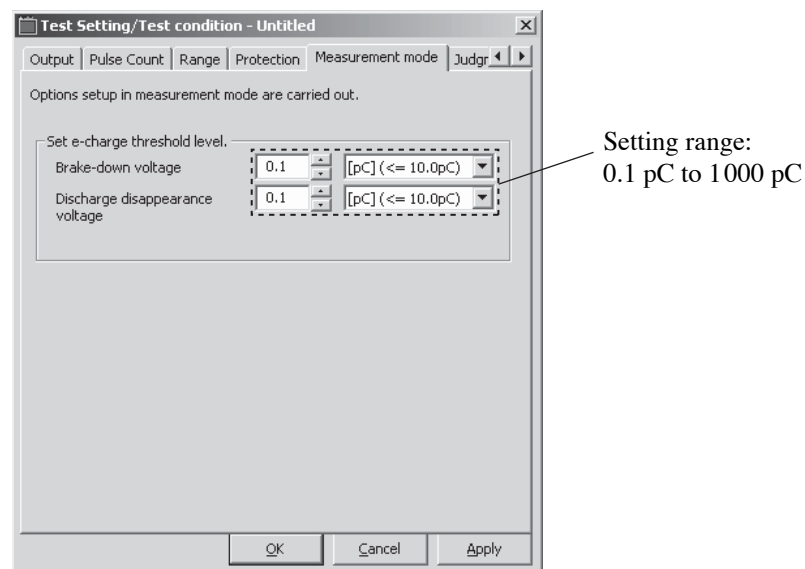 Test Setting/Test condition - Untitled
Output Pulse Count Range Protection Measurement mode Judgr
Options setup in measurement mode are carried out.
Set e-charge threshold level.
Brake-down voltage 0.1 [pC] (<= 10.0pC)
Discharge disappearance voltage 0.1 [pC] (<= 10.0pC)
Setting range:
0.1 pC to 1000 pC
OK Cancel Apply